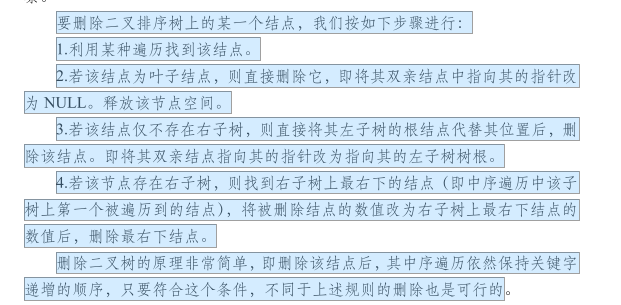 要删除二叉排序树上的某一个结点，我们按如下步骤进行：
1.利用某种遍历找到该结点。
2.若该结点为叶子结点，则直接删除它，即将其双亲结点中指向其的指针改
为 NULL。释放该节点空间。
3.若该结点仅不存在右子树，则直接将其左子树的根结点代替其位置后，删
除该结点。即将其双亲结点指向其的指针改为指向其的左子树树根。
4.若该节点存在右子树，则找到右子树上最右下的结点（即中序遍历中该子
树上第一个被遍历到的结点），将被删除结点的数值改为右子树上最右下结点的
数值后，删除最右下结点。
删除二叉树的原理非常简单，即删除该结点后，其中序遍历依然保持关键字
递增的顺序，只要符合这个条件，不同于上述规则的删除也是可行的。